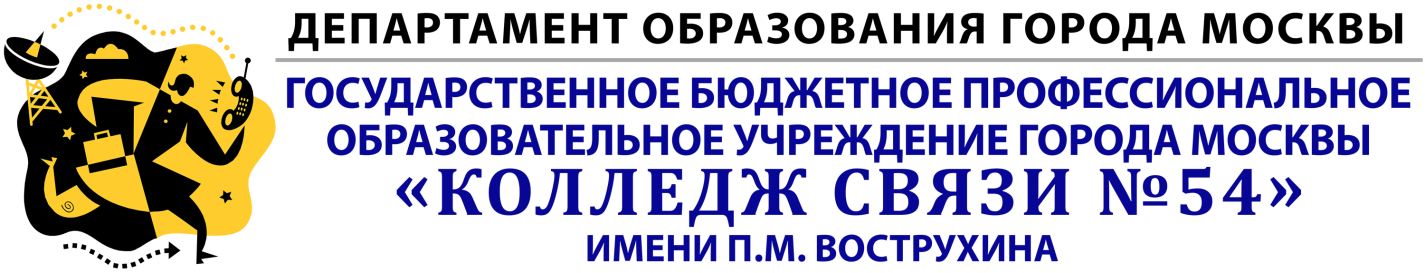 ДЕПАРТАМЕНТ ОБРАЗОВАНИЯ ГОРОДА МОСКВЫ
ГОСУДАРСТВЕННОЕ БЮДЖЕТНОЕ ПРОФЕССИОНАЛЬНОЕ
ОБРАЗОВАТЕЛЬНОЕ УЧРЕЖДЕНИЕ ГОРОДА МОСКВЫ
«КОЛЛЕДЖ СВЯЗИ №54»
ИМЕНИ П.М. ВОСТРУХИНА